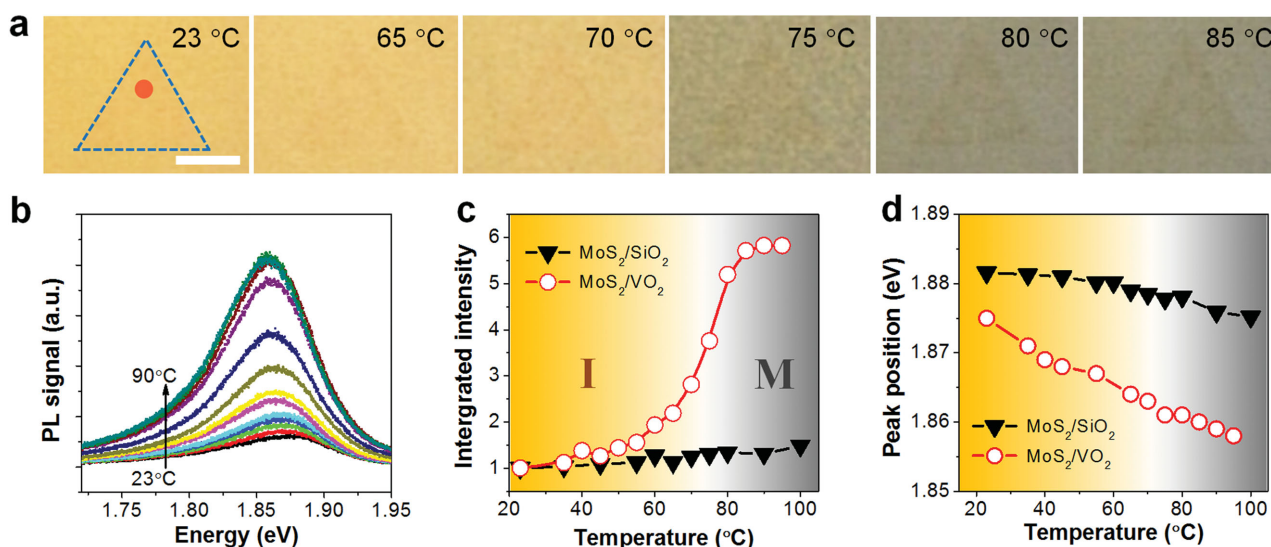 a
23 °C
65 °C
70 °C
75 °C
80 °C
85 °C
b
PL signal (a.u.)
90°C
23°C
1.75
1.80
1.85
1.90
1.95
Energy (eV)
c
Intergrated intensity
6
5
4
3
2
1
MoS₂/SiO₂
MoS₂/VO₂
I
M
20
40
60
80
100
Temperature (°C)
d
Peak position (eV)
1.89
1.88
1.87
1.86
1.85
MoS₂/SiO₂
MoS₂/VO₂
20
40
60
80
100
Temperature (°C)